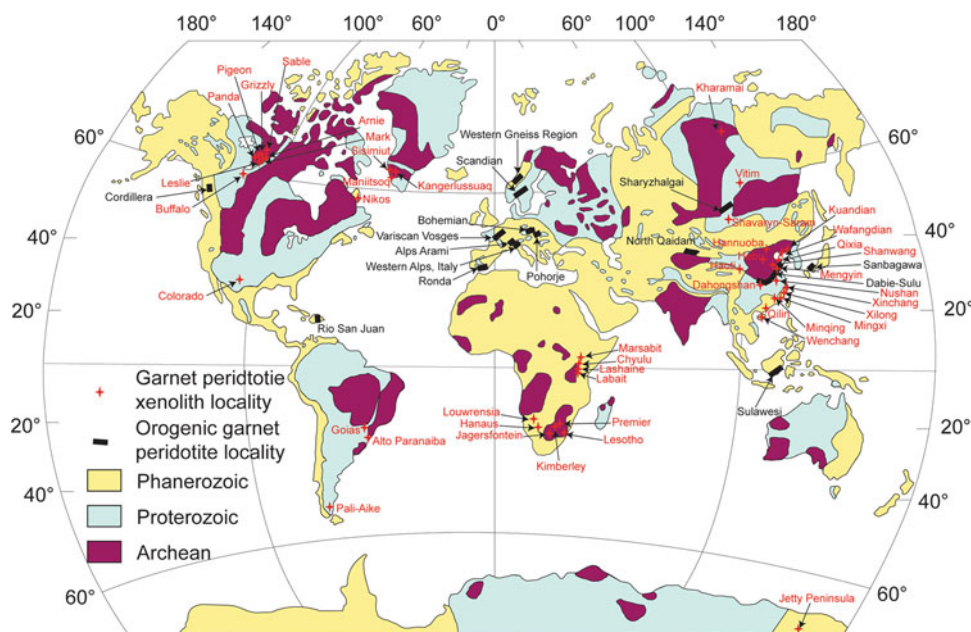 180° 140° 100° 60° 0° 60° 100° 140° 180°
Sable
Pigeon
Grizzly
Panda
Arnie
Mark
Sisimiut
Kharamai
60°
60°
Western Gneiss Region
Scandian
Leslie
Cordillera
Buffalo
Maniitsoq
Kangerlussuaq
Nikos
Vitim
Sharyzhalgai
Shavaryn-Saram
Kuandian
Bohemian
Wafangdian
40°
Variscan Vosges
North Qaidam
Hannuoba
Qixia
40°
Alps Arami
Shanwang
Western Alps, Italy
Haoti
Sanbagawa
Ronda
Pohorje
Mengyin
Colorado
Dahongshan
Dabie-Sulu
Nushan
20°
Xinchang
20°
Rio San Juan
Qilin
Xilong
Minqing
Mingxi
Wenchang
Marsabit
Chyulu
Lashaine
Labait
Garnet peridtotie
xenolith locality
Sulawesi
Orogenic garnet
peridotite locality
20°
Goias
Alto Paranaiba
Louwrensia
Hanaus
Jagersfontein
Premier
Lesotho
20°
Kimberley
Phanerozoic
40°
40°
Proterozoic
Pali-Aike
Archean
60°
60°
Jetty Peninsula